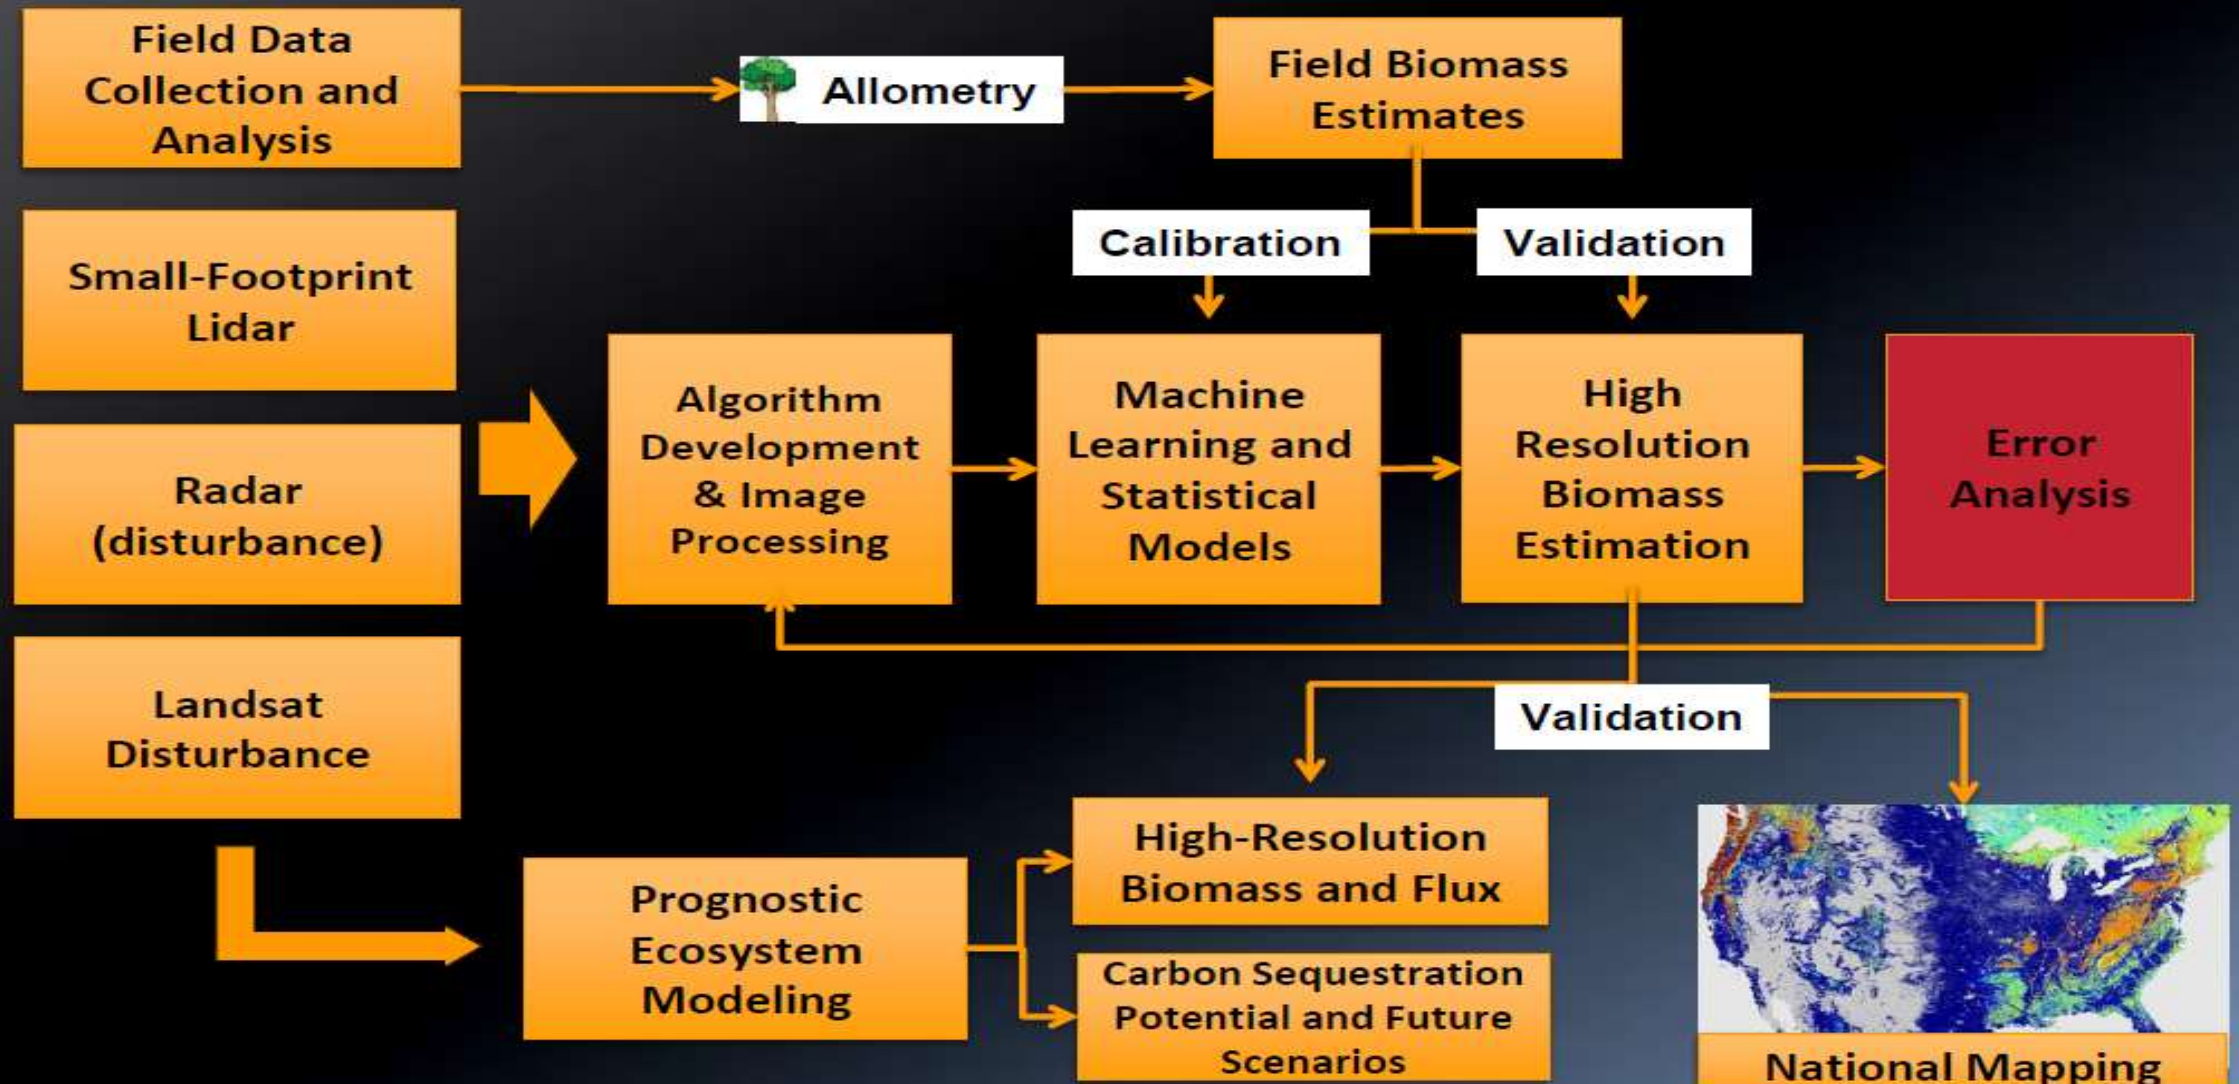 Field Data
Collection and
Analysis
Allometry
Field Biomass
Estimates
Small-Footprint
Lidar
Calibration
Validation
Radar
(disturbance)
Algorithm
Development
& Image
Processing
Machine
Learning and
Statistical
Models
High
Resolution
Biomass
Estimation
Error
Analysis
Landsat
Disturbance
Validation
Prognostic
Ecosystem
Modeling
High-Resolution
Biomass and Flux
Carbon Sequestration
Potential and Future
Scenarios
National Mapping